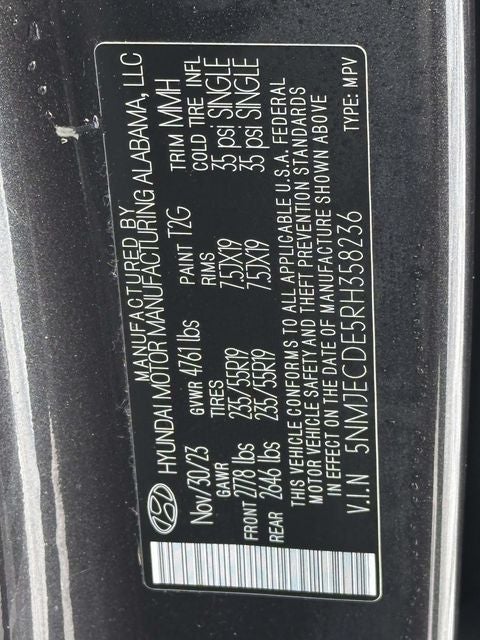 MANUFACTURED BY
HYUNDAI MOTOR MANUFACTURING ALABAMA, LLC
Nov/30/23 GVWR 4761 lbs PAINT T2G TRIM MMH
GAWR TIRES RIMS COLD TIRE INFL
FRONT 2778 lbs 235/55R19 7.5JX19 35 psi SINGLE
REAR 2646 lbs 235/55R19 7.5JX19 35 psi SINGLE
THIS VEHICLE CONFORMS TO ALL APPLICABLE U.S.A. FEDERAL
MOTOR VEHICLE SAFETY AND THEFT PREVENTION STANDARDS
IN EFFECT ON THE DATE OF MANUFACTURE SHOWN ABOVE
V.I.N 5NMJECDE5RH358236 TYPE: MPV